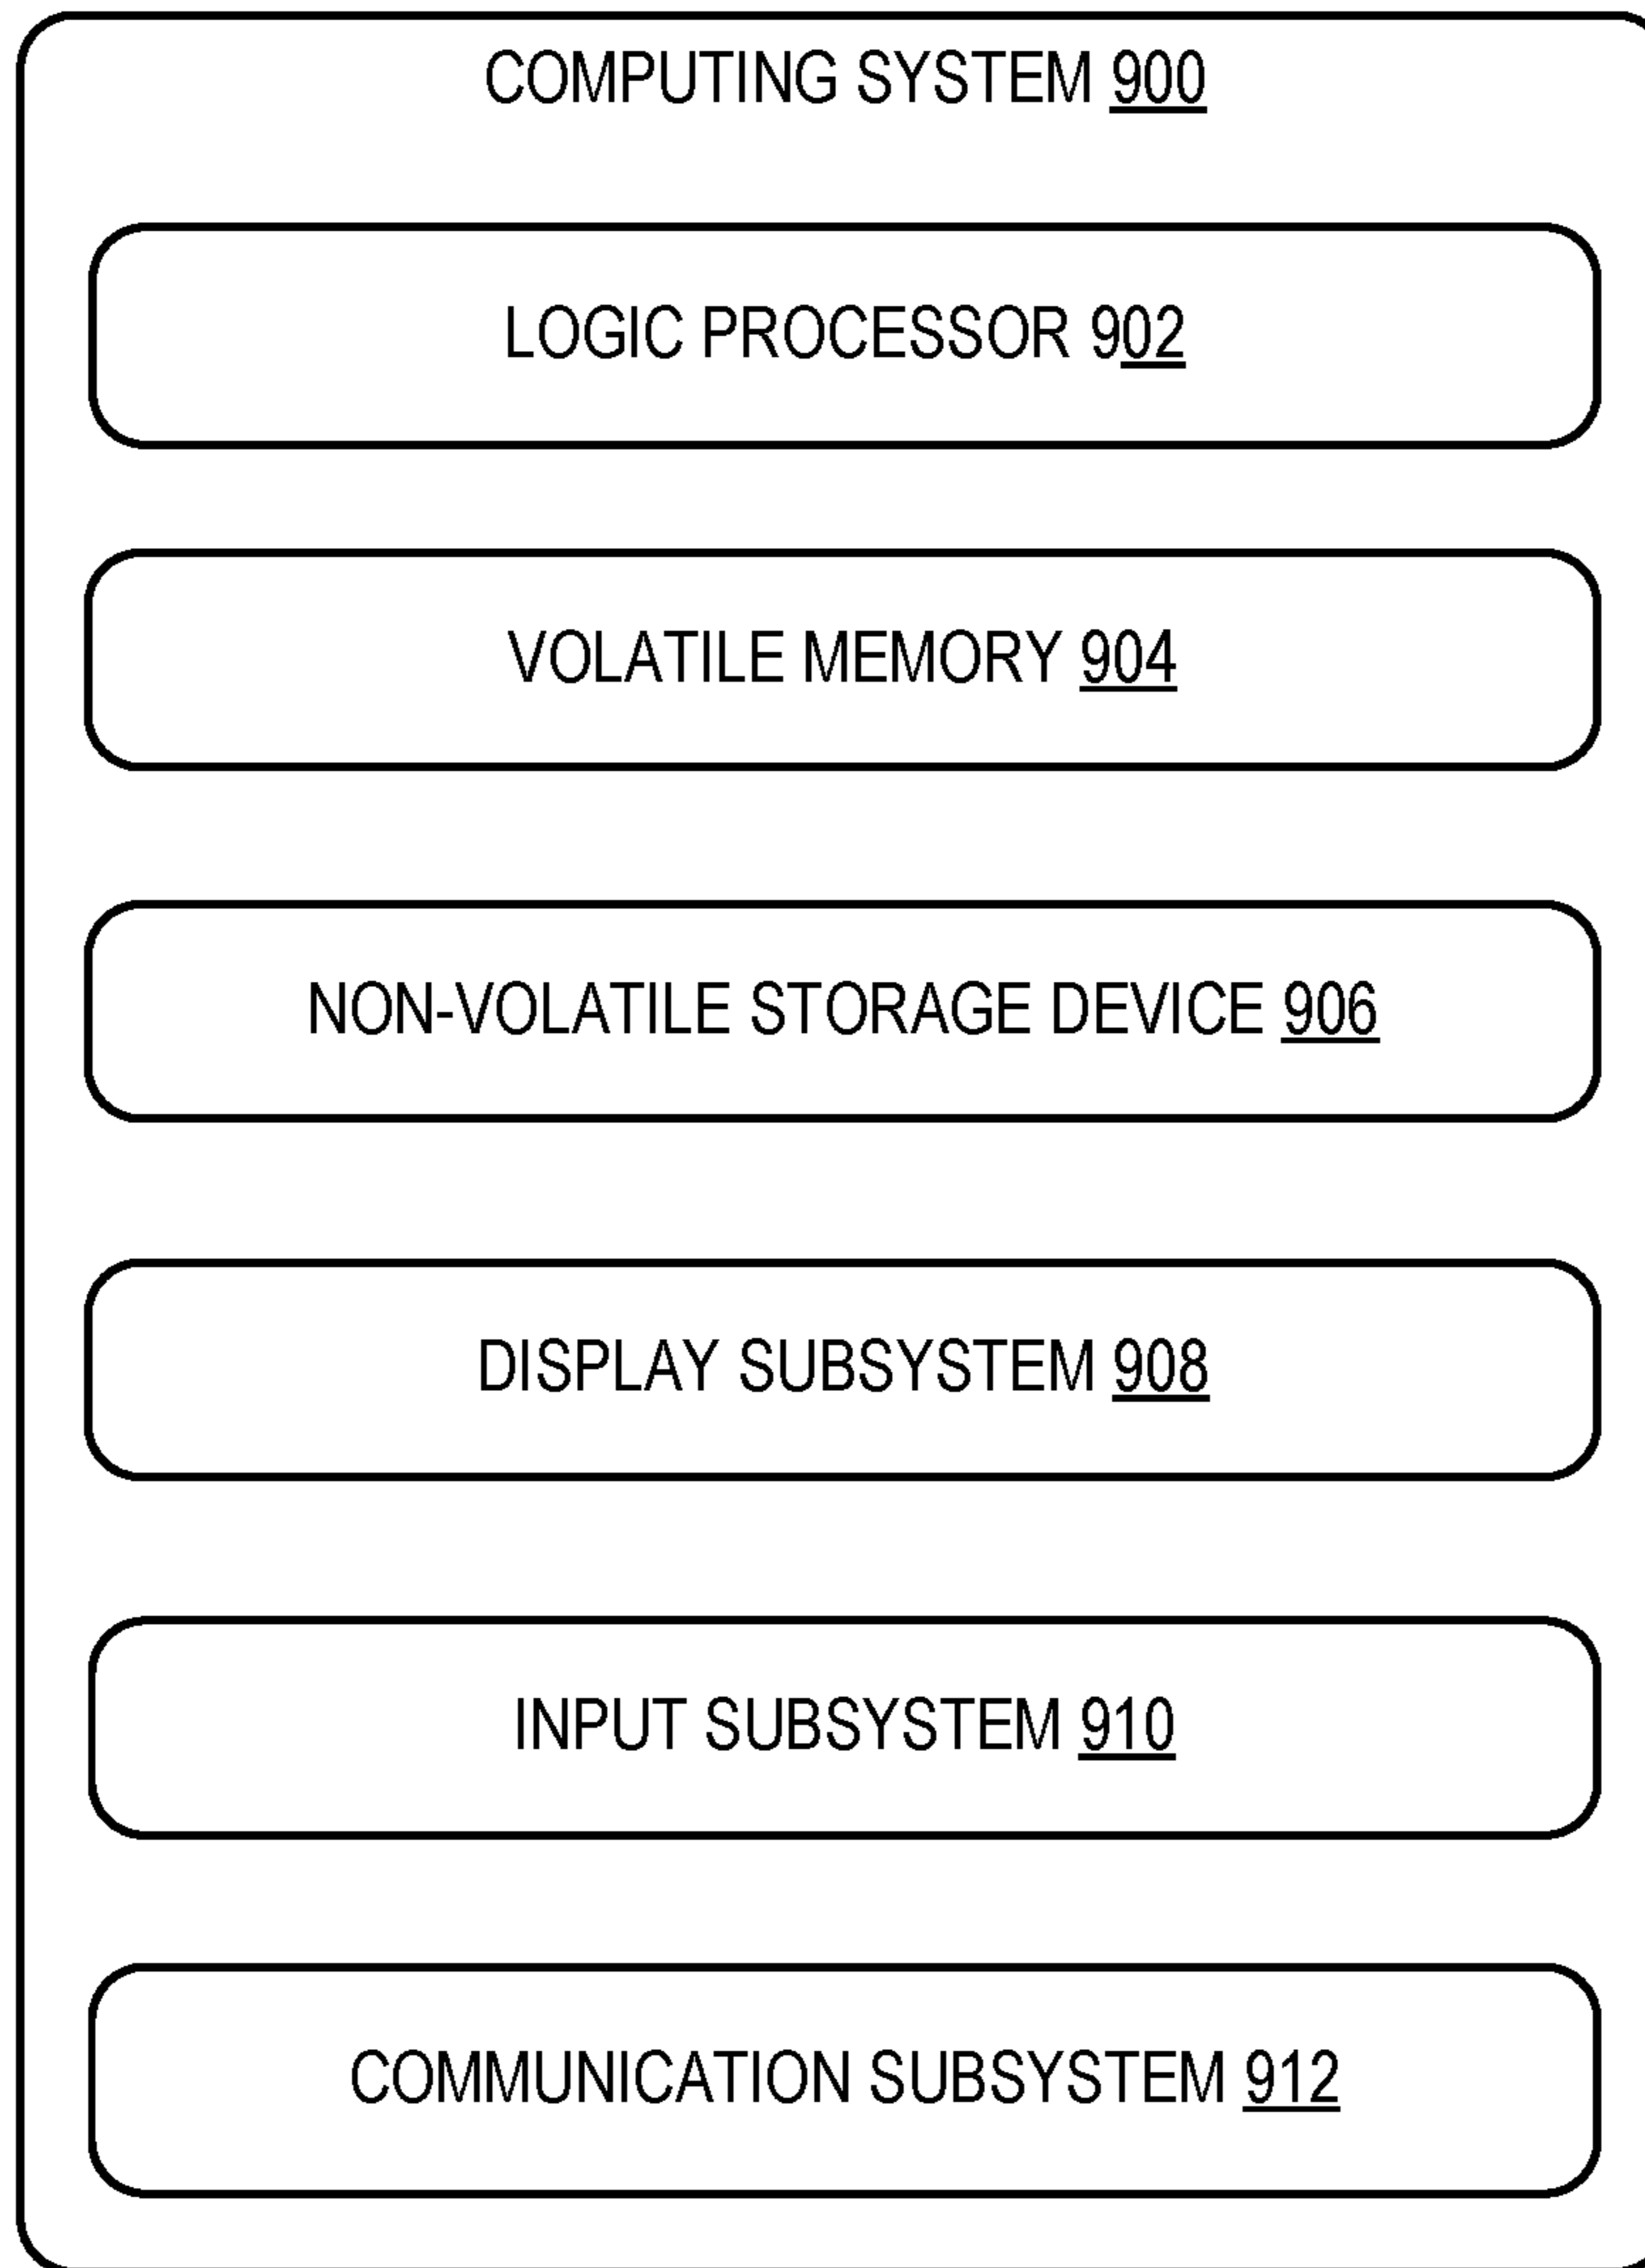 COMPUTING SYSTEM 900
LOGIC PROCESSOR 902
VOLATILE MEMORY 904
NON-VOLATILE STORAGE DEVICE 906
DISPLAY SUBSYSTEM 908
INPUT SUBSYSTEM 910
COMMUNICATION SUBSYSTEM 912